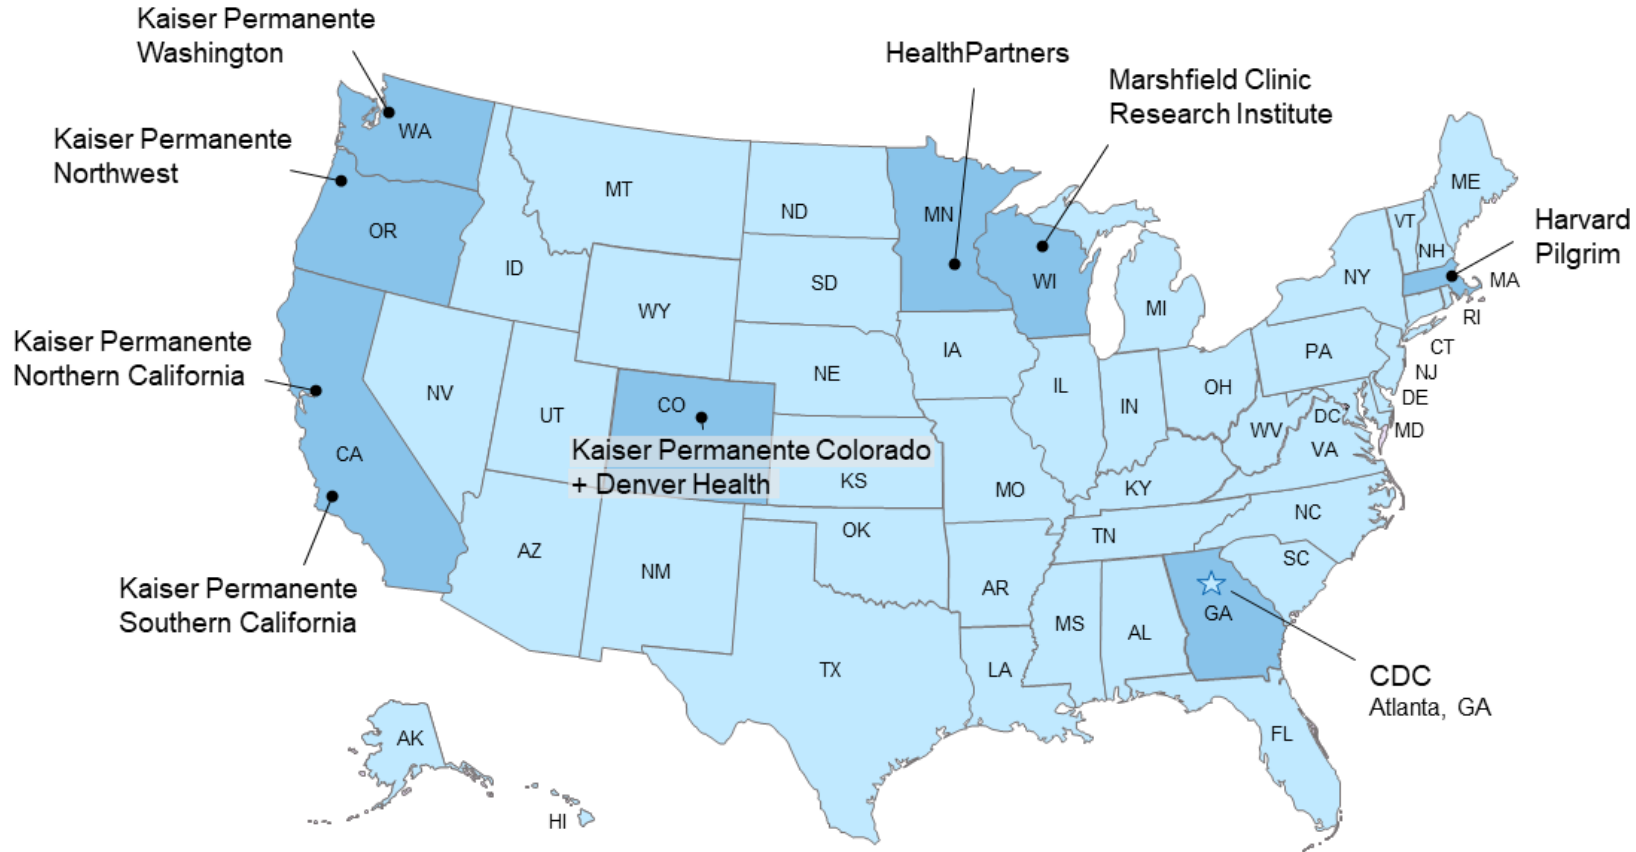 Kaiser Permanente
Washington
HealthPartners
Marshfield Clinic
Research Institute
Kaiser Permanente
Northwest
Harvard
Pilgrim
Kaiser Permanente
Northern California
Kaiser Permanente Colorado
+ Denver Health
Kaiser Permanente
Southern California
CDC
Atlanta, GA
WA
OR
CA
ID
NV
MT
WY
UT
CO
AZ
NM
ND
SD
NE
KS
OK
TX
MN
IA
MO
AR
LA
WI
IL
MI
IN
OH
KY
TN
MS
AL
GA
FL
SC
NC
VA
WV
DC
MD
DE
PA
NJ
NY
CT
RI
MA
VT
NH
ME
AK
HI